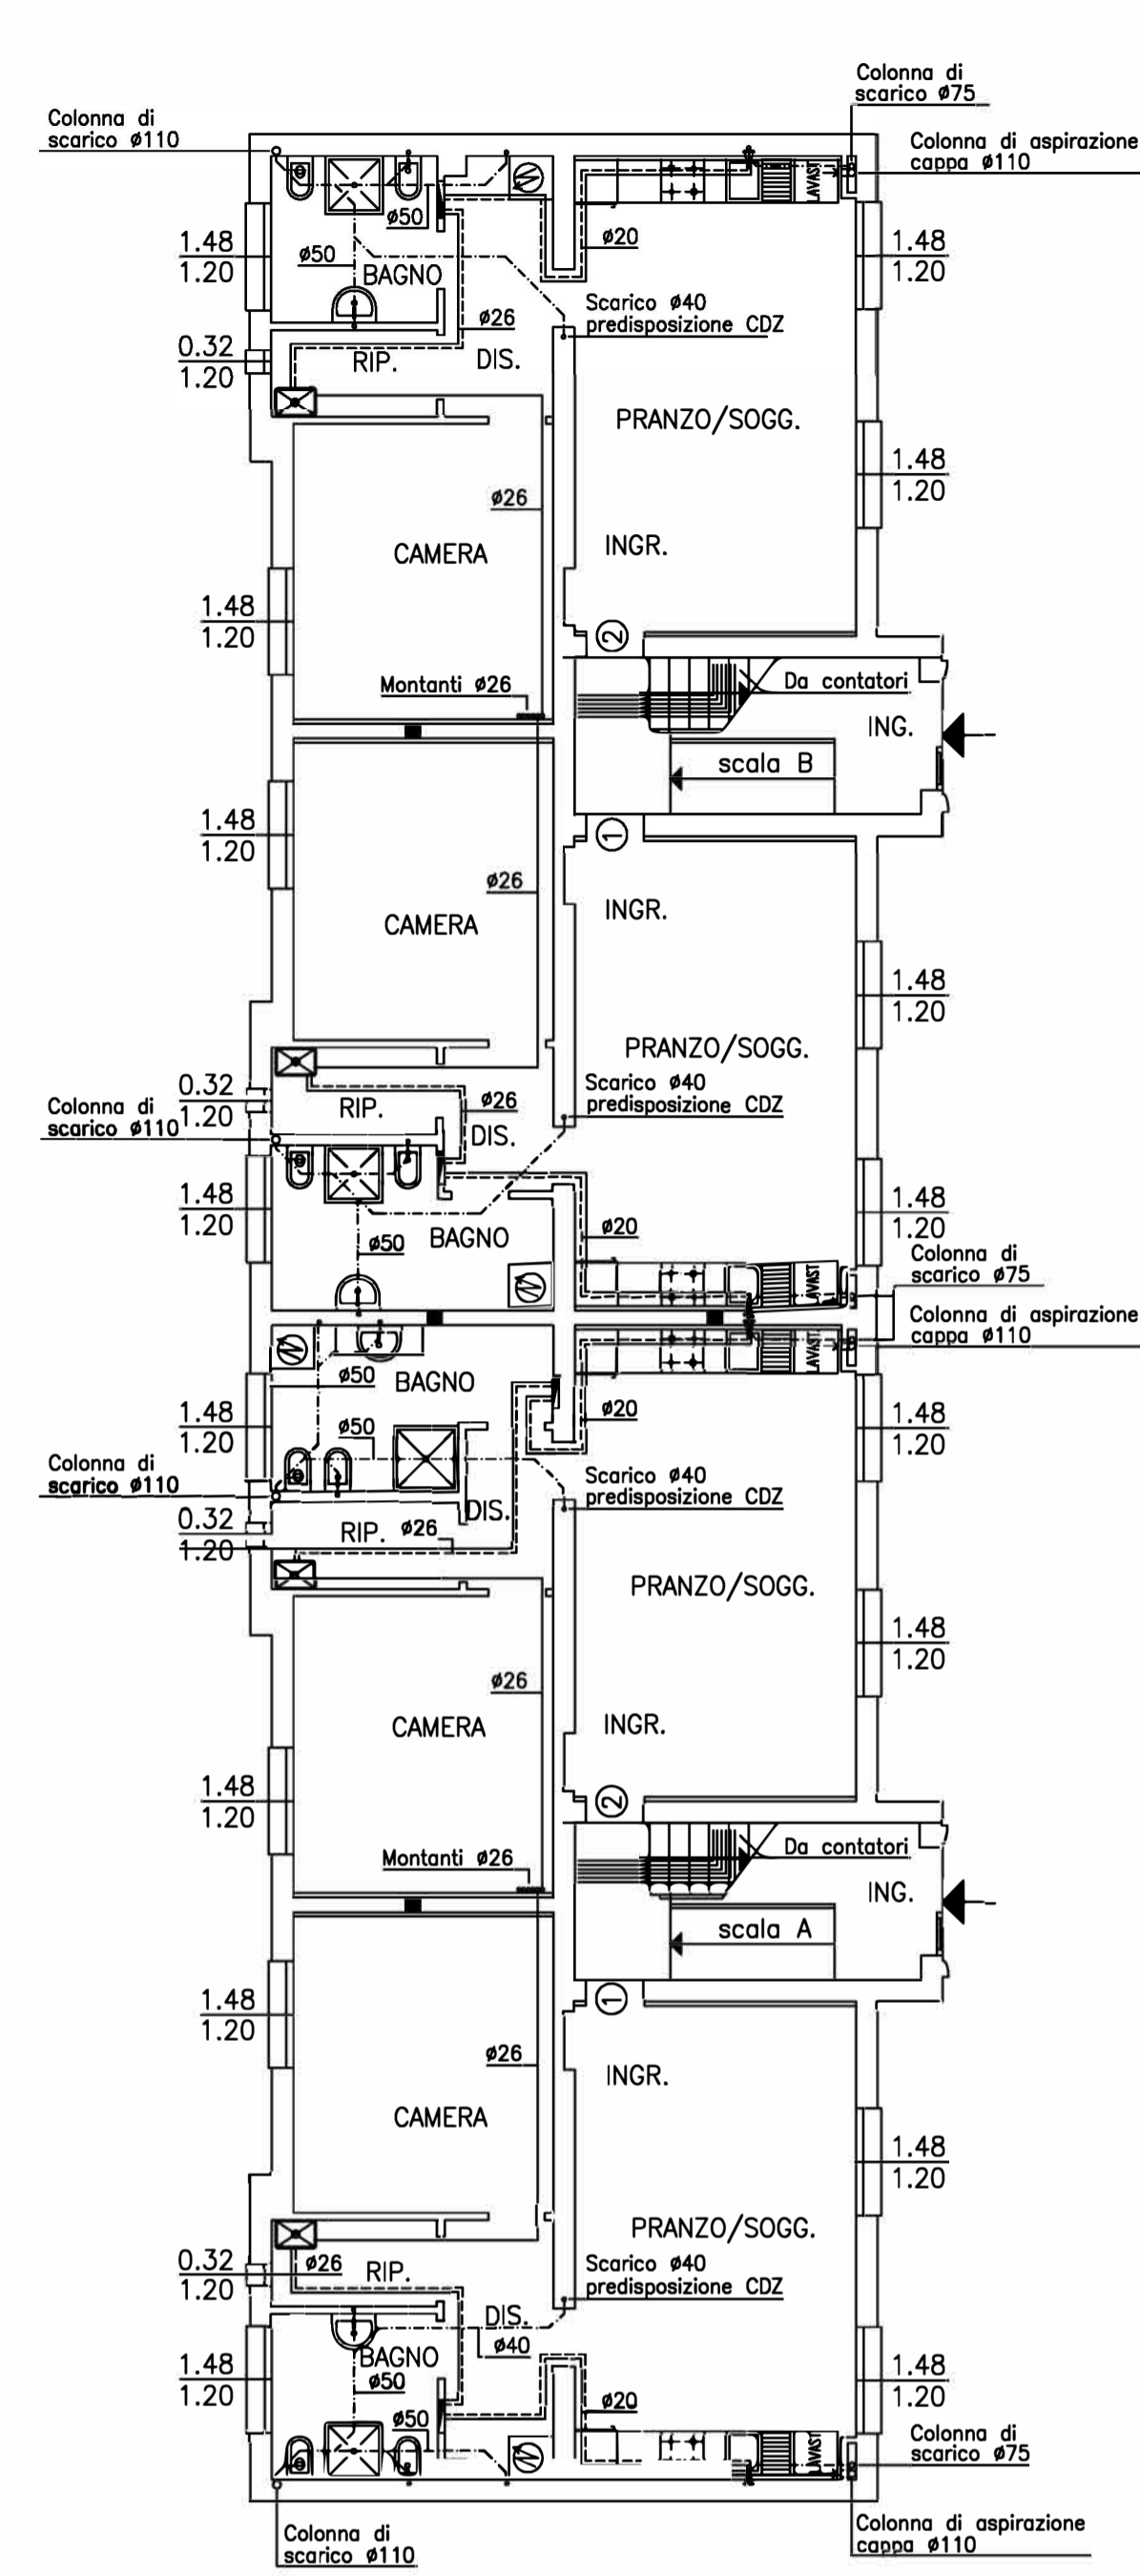 Colonna di
scarico ø75
Colonna di
scarico ø110
Colonna di aspirazione
cappa ø110
LAVAST
ø50
ø20
1.48
1.20
1.48
1.20
ø50
BAGNO
Scarico ø40
predisposizione CDZ
ø26
0.32
1.20
RIP.
DIS.
PRANZO/SOGG.
1.48
1.20
ø26
CAMERA
INGR.
1.48
1.20
2
Montanti ø26
Da contatori
ING.
scala B
1.48
1.20
1
ø26
CAMERA
INGR.
1.48
1.20
PRANZO/SOGG.
0.32
1.20
Scarico ø40
predisposizione CDZ
ø26
RIP.
Colonna di
scarico ø110
DIS.
1.48
1.20
1.48
1.20
BAGNO
ø50
ø20
Colonna di
scarico ø75
LAVAST
Colonna di aspirazione
cappa ø110
LAVAST
ø50
BAGNO
ø20
1.48
1.20
ø50
1.48
1.20
Colonna di
scarico ø110
Scarico ø40
predisposizione CDZ
DIS.
0.32
1.20
RIP.
ø26
PRANZO/SOGG.
1.48
1.20
ø26
CAMERA
INGR.
1.48
1.20
2
Montanti ø26
Da contatori
ING.
scala A
1.48
1.20
1
ø26
INGR.
CAMERA
1.48
1.20
PRANZO/SOGG.
0.32
1.20
ø26
RIP.
Scarico ø40
predisposizione CDZ
DIS.
ø40
BAGNO
1.48
1.20
ø50
1.48
1.20
ø50
ø20
LAVAST
Colonna di
scarico ø75
Colonna di
scarico ø110
Colonna di aspirazione
cappa ø110